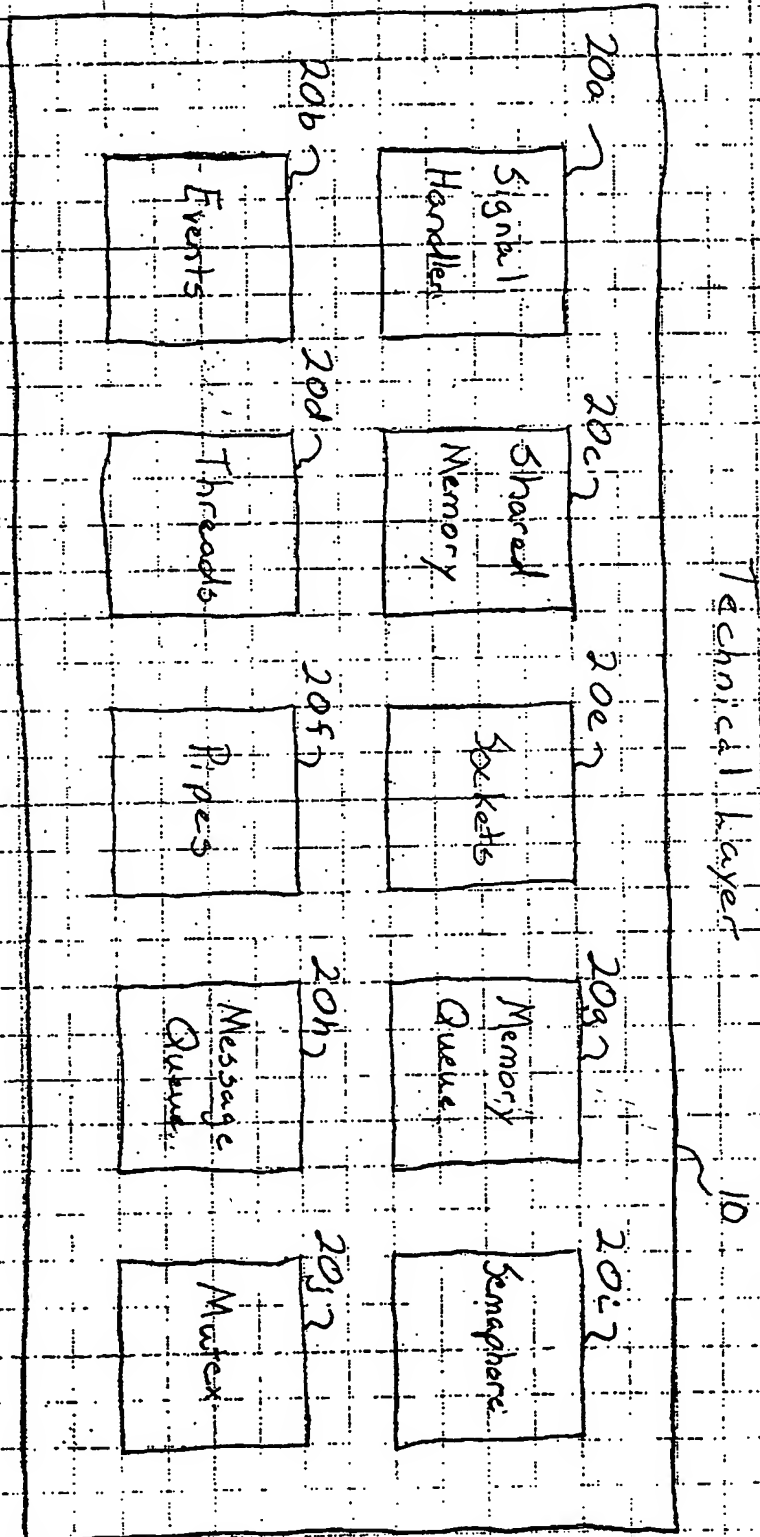 Technical Layer
10
20a
Signal
Handler
20c
Shared
Memory
20e
Sockets
20g
Memory
Queue
20i
Semaphore
20b
Events
20d
Threads
20f
Pipes
20h
Message
Queue
20j
Mutex